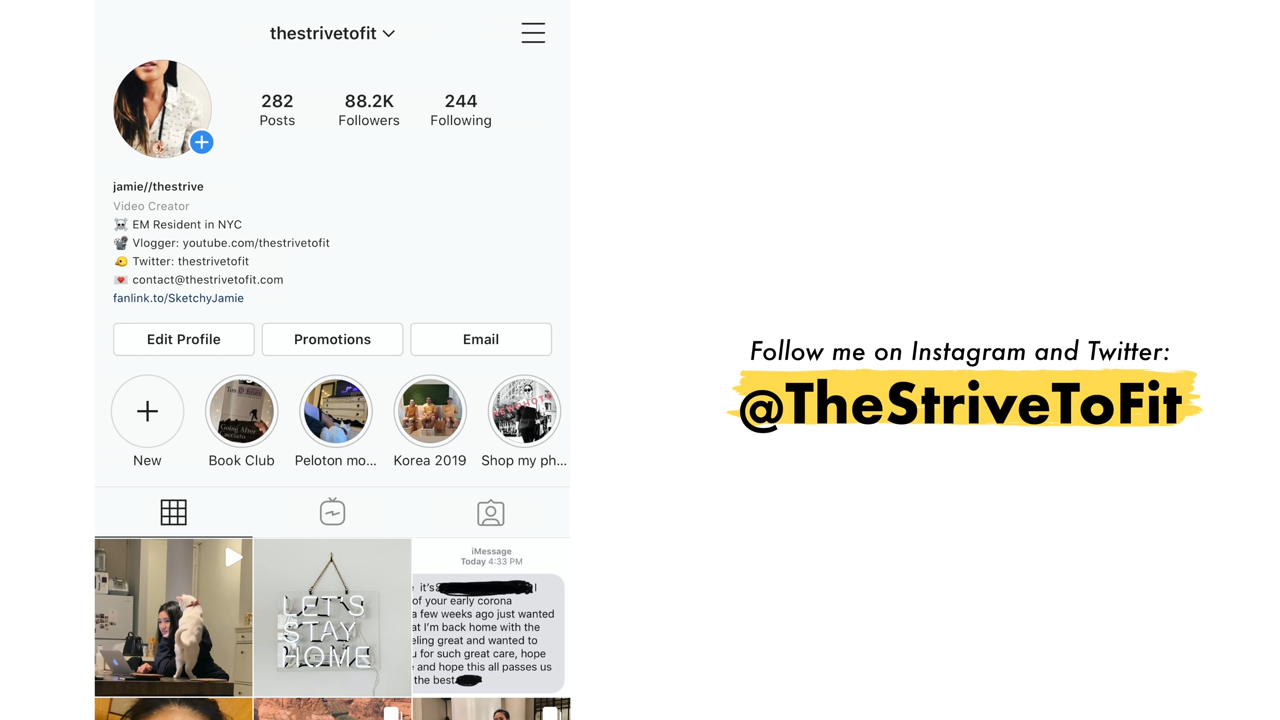 thestrivetofit
282
88.2K
244
Posts
Followers
Following
jamie//thestrive
Video Creator
EM Resident in NYC
Vlogger: youtube.com/thestrivetofit
Twitter: thestrivetofit
contact@thestrivetofit.com
fanlink.to/SketchyJamie
Edit Profile
Promotions
Email
New
Book Club
Peloton mo...
Korea 2019
Shop my ph...
LET'S
STAY
HOME
iMessage
Today 4:33 PM
it's
of your early corona
a few weeks ago just wanted
at I'm back home with the
eling great and wanted to
u for such great care, hope
and hope this all passes us
the best
Follow me on Instagram and Twitter:
@TheStriveToFit